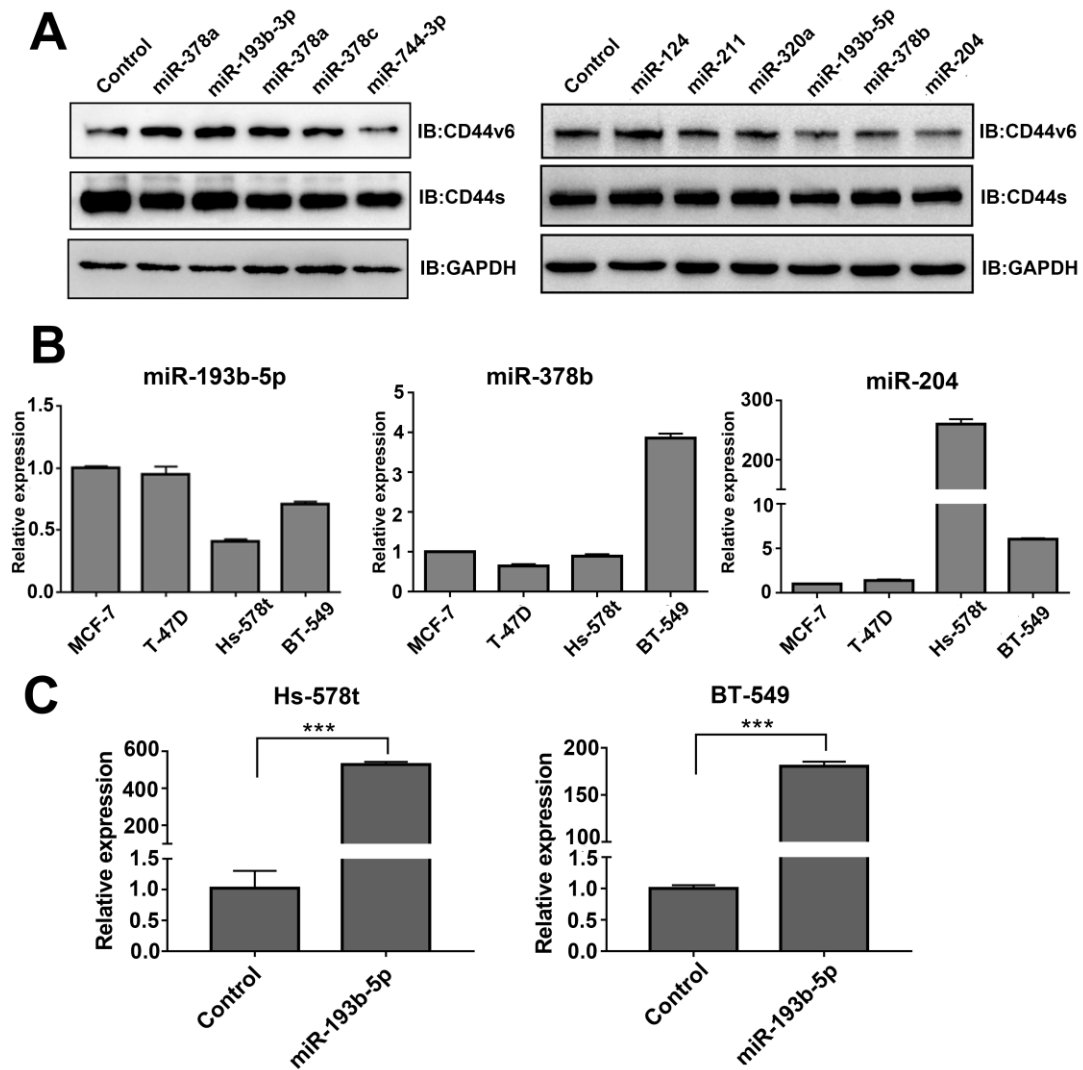 A
Control miR-378a miR-193b-3p miR-378a miR-378c miR-744-3p
IB:CD44v6
IB:CD44s
IB:GAPDH
Control miR-124 miR-211 miR-320a miR-193b-5p miR-378b miR-204
IB:CD44v6
IB:CD44s
IB:GAPDH
B
miR-193b-5p
Relative expression
1.5
1.0
0.5
0.0
MCF-7 T-47D Hs-578t BT-549
miR-378b
Relative expression
5
4
3
2
1
0
MCF-7 T-47D Hs-578t BT-549
miR-204
Relative expression
300
250
10
5
0
MCF-7 T-47D Hs-578t BT-549
C
Hs-578t
***
Relative expression
600
400
200
1.5
1.0
0.5
0.0
Control miR-193b-5p
BT-549
***
Relative expression
200
150
100
1.5
1.0
0.5
0.0
Control miR-193b-5p